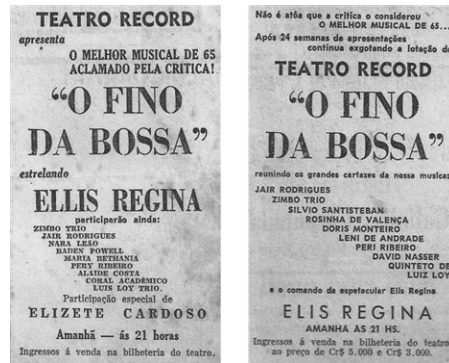 TEATRO RECORD
apresenta
O MELHOR MUSICAL DE 65
ACLAMADO PELA CRITICA!
“O FINO
DA BOSSA”
estrelando
ELLIS REGINA
participarão ainda:
ZIMBO TRIO
JAIR RODRIGUES
NARA LEÃO
BADEN POWELL
MARIA BETHANIA
PERY RIBEIRO
ALAIDE COSTA
CORAL ACADÊMICO
LUIS LOY TRIO.
Participação especial de
ELIZETE CARDOSO
Amanhã — ás 21 horas
Ingressos á venda na bilheteria do teatro.
Não é atôa que a critica o considerou
O MELHOR MUSICAL DE 65...
Após 24 semanas de apresentações
continua exgotando a lotação do
TEATRO RECORD
“O FINO
DA BOSSA”
reunindo os grandes cartazes da nossa musica:
JAIR RODRIGUES
ZIMBO TRIO
SILVIO SANTISTEBAN
ROSINHA DE VALENÇA
DORIS MONTEIRO
LENI DE ANDRADE
PERI RIBEIRO
DAVID NASSER
QUINTETO DE
LUIZ LOY
e o comando da espetacular Elis Regina
ELIS REGINA
AMANHA AS 21 HS.
Ingressos á venda na bilheteria do teatro
ao preço de Cr$ 5.000 e Cr$ 3.000.